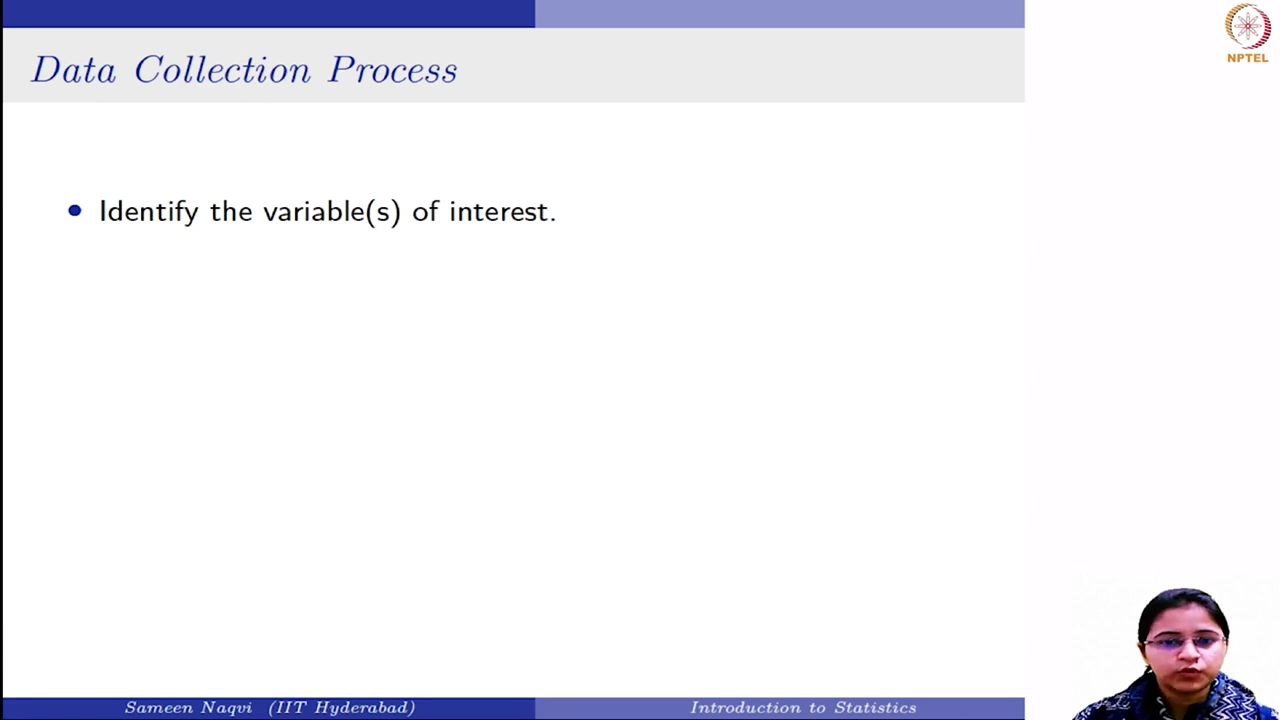 NPTEL
Data Collection Process
• Identify the variable(s) of interest.
Sameen Naqvi (IIT Hyderabad)
Introduction to Statistics